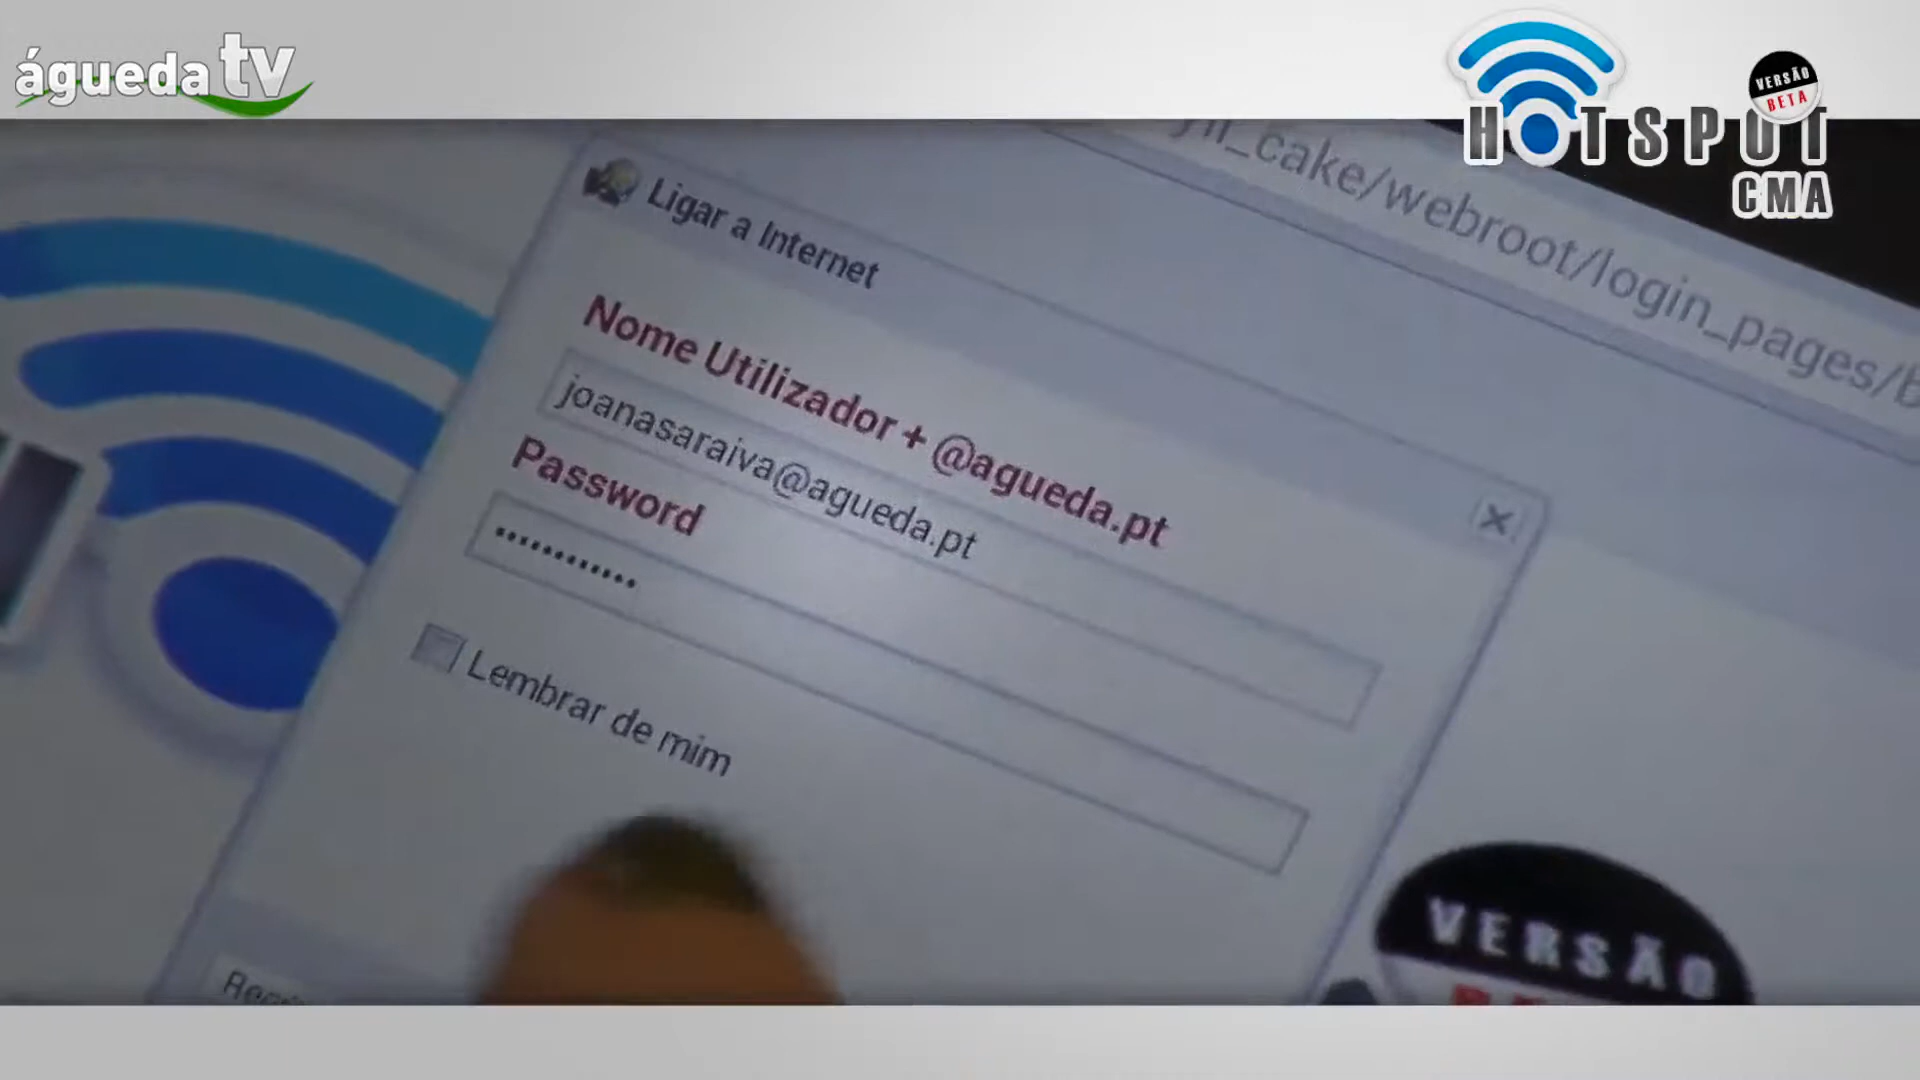 águeda tv
VERSÃO
BETA
HOTSPOT
CMA
yfi_cake/webroot/login_pages/
Ligar a Internet
Nome Utilizador + @agueda.pt
joanasaraiva@agueda.pt
Password
••••••••••••
Lembrar de mim
VERSÃO